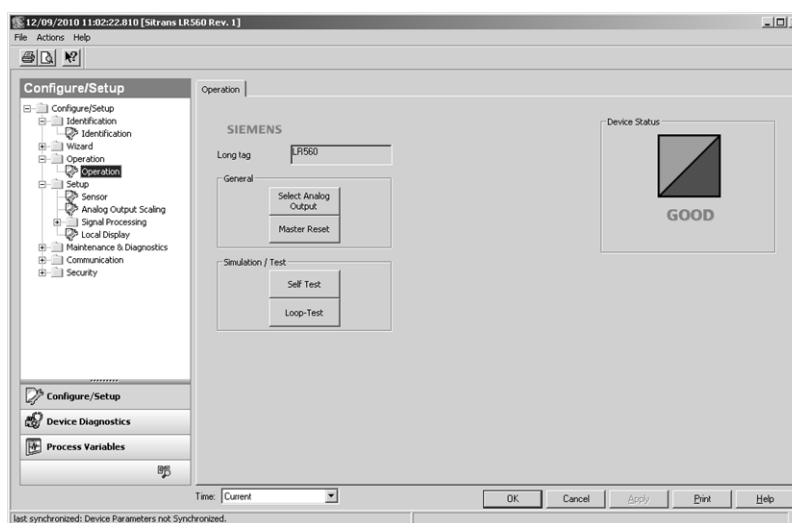 12/09/2010 11:02:22.810 [Sitrans LR560 Rev. 1]
File Actions Help
Configure/Setup
Configure/Setup
Identification
Identification
Wizard
Operation
Operation
Setup
Sensor
Analog Output Scaling
Signal Processing
Local Display
Maintenance & Diagnostics
Communication
Security
Configure/Setup
Device Diagnostics
Process Variables
Operation
SIEMENS
Long tag LR560
General
Select Analog
Output
Master Reset
Simulation / Test
Self Test
Loop-Test
Device Status
GOOD
Time: Current
OK Cancel Apply Print Help
last synchronized: Device Parameters not Synchronized.